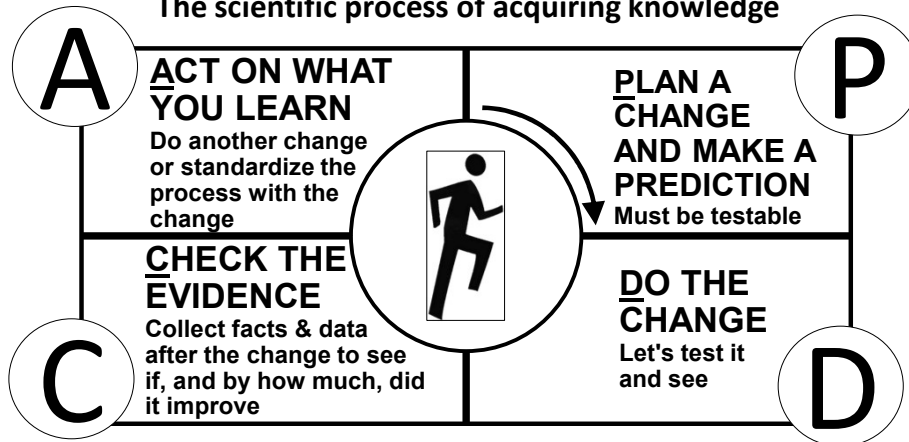 The scientific process of acquiring knowledge
A
ACT ON WHAT
YOU LEARN
Do another change
or standardize the
process with the
change
P
PLAN A
CHANGE
AND MAKE A
PREDICTION
Must be testable
C
CHECK THE
EVIDENCE
Collect facts & data
after the change to see
if, and by how much, did
it improve
D
DO THE
CHANGE
Let's test it
and see